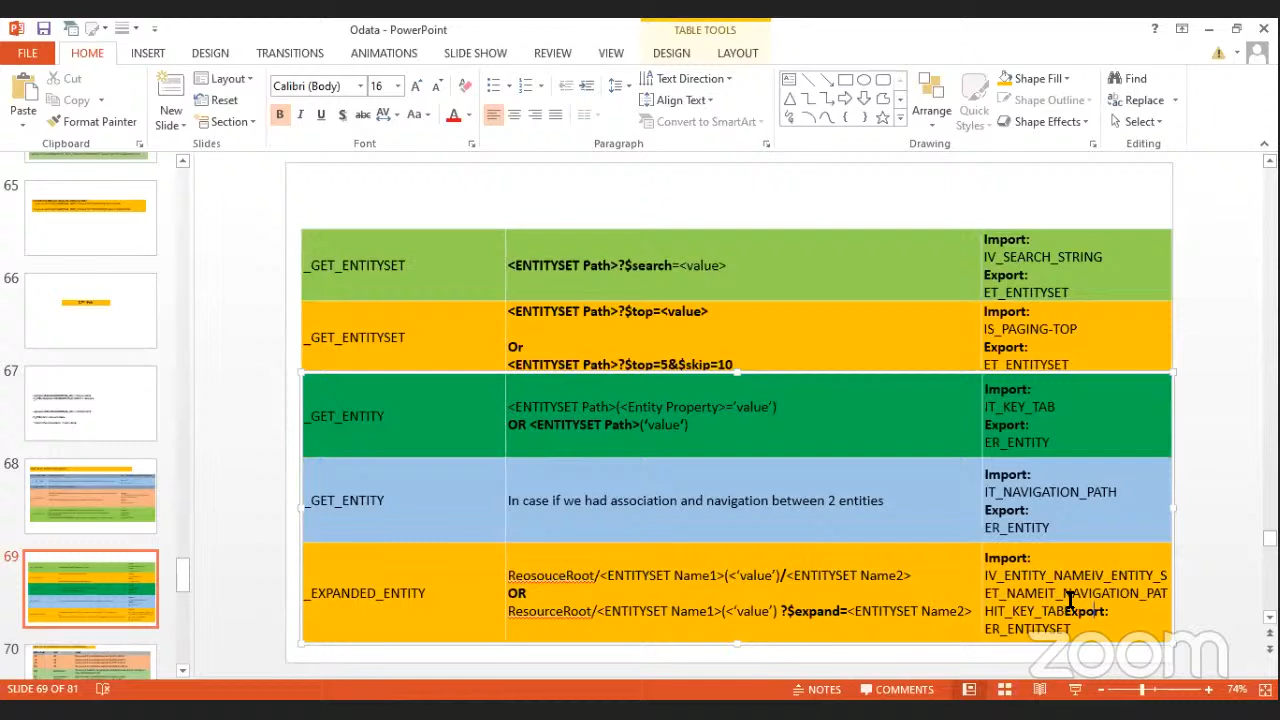 Odata - PowerPoint
TABLE TOOLS
FILE
HOME
INSERT
DESIGN
TRANSITIONS
ANIMATIONS
SLIDE SHOW
REVIEW
VIEW
DESIGN
LAYOUT
Paste
Cut
Copy
Format Painter
Clipboard
New
Slide
Layout
Reset
Section
Slides
Calibri (Body)
16
Font
Text Direction
Align Text
Convert to SmartArt
Paragraph
Arrange
Quick
Styles
Shape Fill
Shape Outline
Shape Effects
Drawing
Find
Replace
Select
Editing
65
66
67
68
69
70
_GET_ENTITYSET
<ENTITYSET Path>?$search=<value>
Import:
IV_SEARCH_STRING
Export:
ET_ENTITYSET
_GET_ENTITYSET
<ENTITYSET Path>?$top=<value>
Or
<ENTITYSET Path>?$top=5&$skip=10
Import:
IS_PAGING-TOP
Export:
ET_ENTITYSET
_GET_ENTITY
<ENTITYSET Path>(<Entity Property>='value')
OR <ENTITYSET Path>('value')
Import:
IT_KEY_TAB
Export:
ER_ENTITY
_GET_ENTITY
In case if we had association and navigation between 2 entities
Import:
IT_NAVIGATION_PATH
Export:
ER_ENTITY
_EXPANDED_ENTITY
ReosouceRoot/<ENTITYSET Name1>(<'value')/<ENTITYSET Name2>
OR
ResourceRoot/<ENTITYSET Name1>(<'value') ?$expand=<ENTITYSET Name2>
Import:
IV_ENTITY_NAMEIV_ENTITY_S
ET_NAMEIT_NAVIGATION_PAT
HIT_KEY_TABExport:
ER_ENTITYSET
zoom
SLIDE 69 OF 81
NOTES
COMMENTS
74%